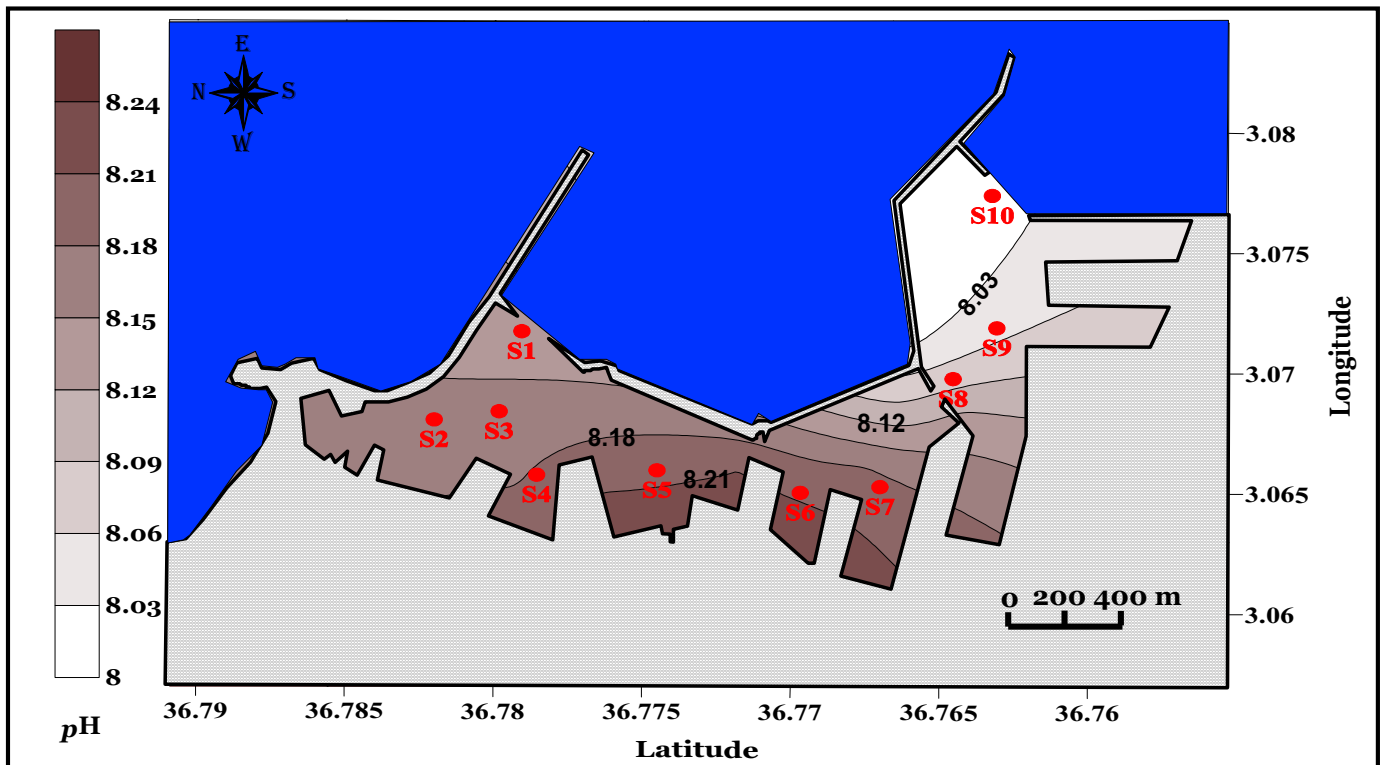 E
N S
W
8.24
8.21
8.18
8.15
8.12
8.09
8.06
8.03
8
pH
S10
8.03
S9
S1
S8
8.12
S2
S3
8.18
S4
S5
8.21
S6
S7
0 200 400 m
3.08
3.075
3.07
3.065
3.06
Longitude
36.79 36.785 36.78 36.775 36.77 36.765 36.76
Latitude